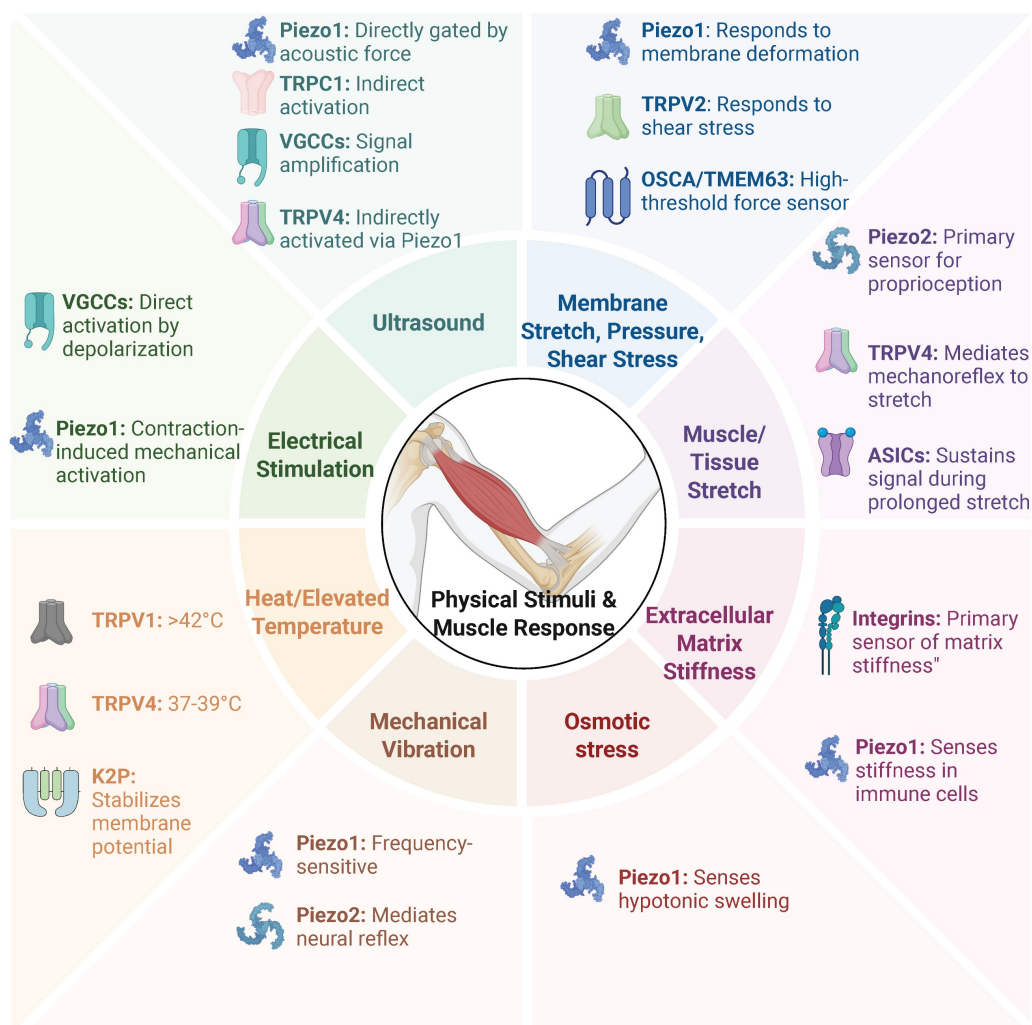 Piezo1: Directly gated by
acoustic force
TRPC1: Indirect
activation
VGCCs: Signal
amplification
TRPV4: Indirectly
activated via Piezo1
Piezo1: Responds to
membrane deformation
TRPV2: Responds to
shear stress
OSCA/TMEM63: High-
threshold force sensor
Piezo2: Primary
sensor for
proprioception
TRPV4: Mediates
mechanoreflex to
stretch
ASICs: Sustains
signal during
prolonged stretch
VGCCs: Direct
activation by
depolarization
Piezo1: Contraction-
induced mechanical
activation
Ultrasound
Membrane
Stretch, Pressure,
Shear Stress
Electrical
Stimulation
Muscle/
Tissue
Stretch
Physical Stimuli &
Muscle Response
Heat/Elevated
Temperature
Extracellular
Matrix
Stiffness
Mechanical
Vibration
Osmotic
stress
TRPV1: >42°C
TRPV4: 37-39°C
K2P:
Stabilizes
membrane
potential
Integrins: Primary
sensor of matrix
stiffness"
Piezo1: Senses
stiffness in
immune cells
Piezo1: Frequency-
sensitive
Piezo2: Mediates
neural reflex
Piezo1: Senses
hypotonic swelling